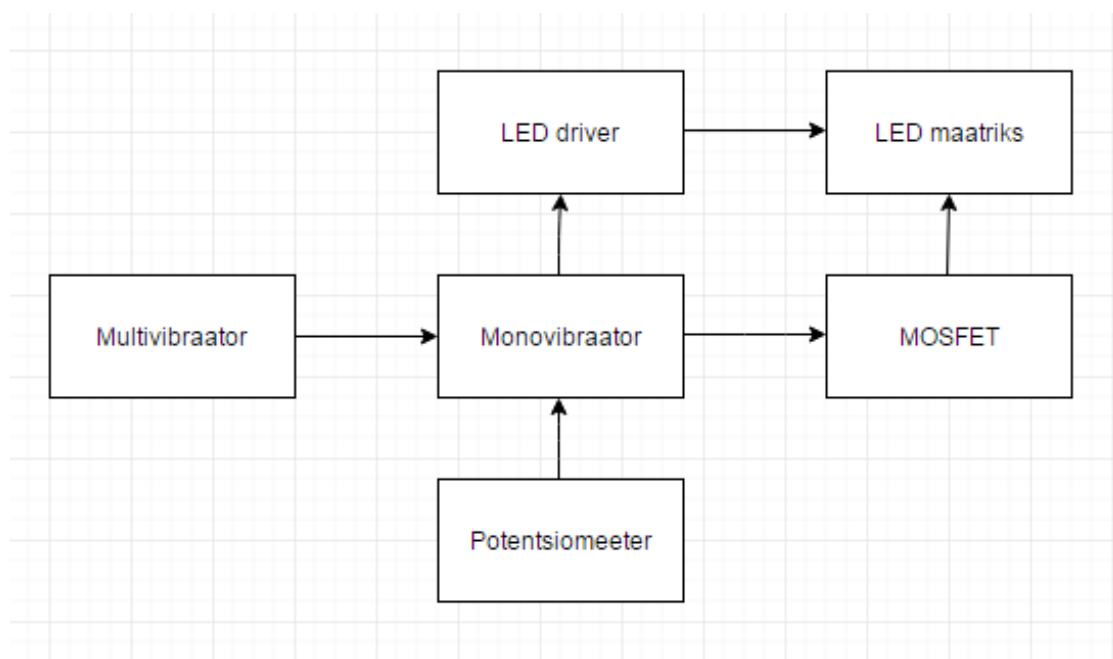 LED driver
LED maatriks
Multivibraator
Monovibraator
MOSFET
Potentsiomeeter